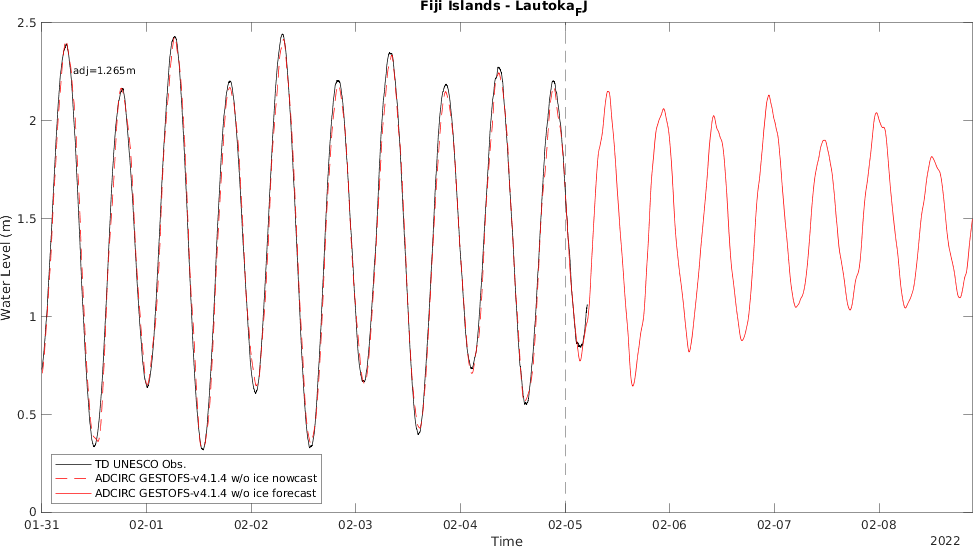 Fiji Islands - Lautoka_FJ
2.5
adj=1.265m
2
1.5
Water Level (m)
1
0.5
TD UNESCO Obs.
ADCIRC GESTOFS-v4.1.4 w/o ice nowcast
ADCIRC GESTOFS-v4.1.4 w/o ice forecast
0
01-31 02-01 02-02 02-03 02-04 02-05 02-06 02-07 02-08
Time
2022